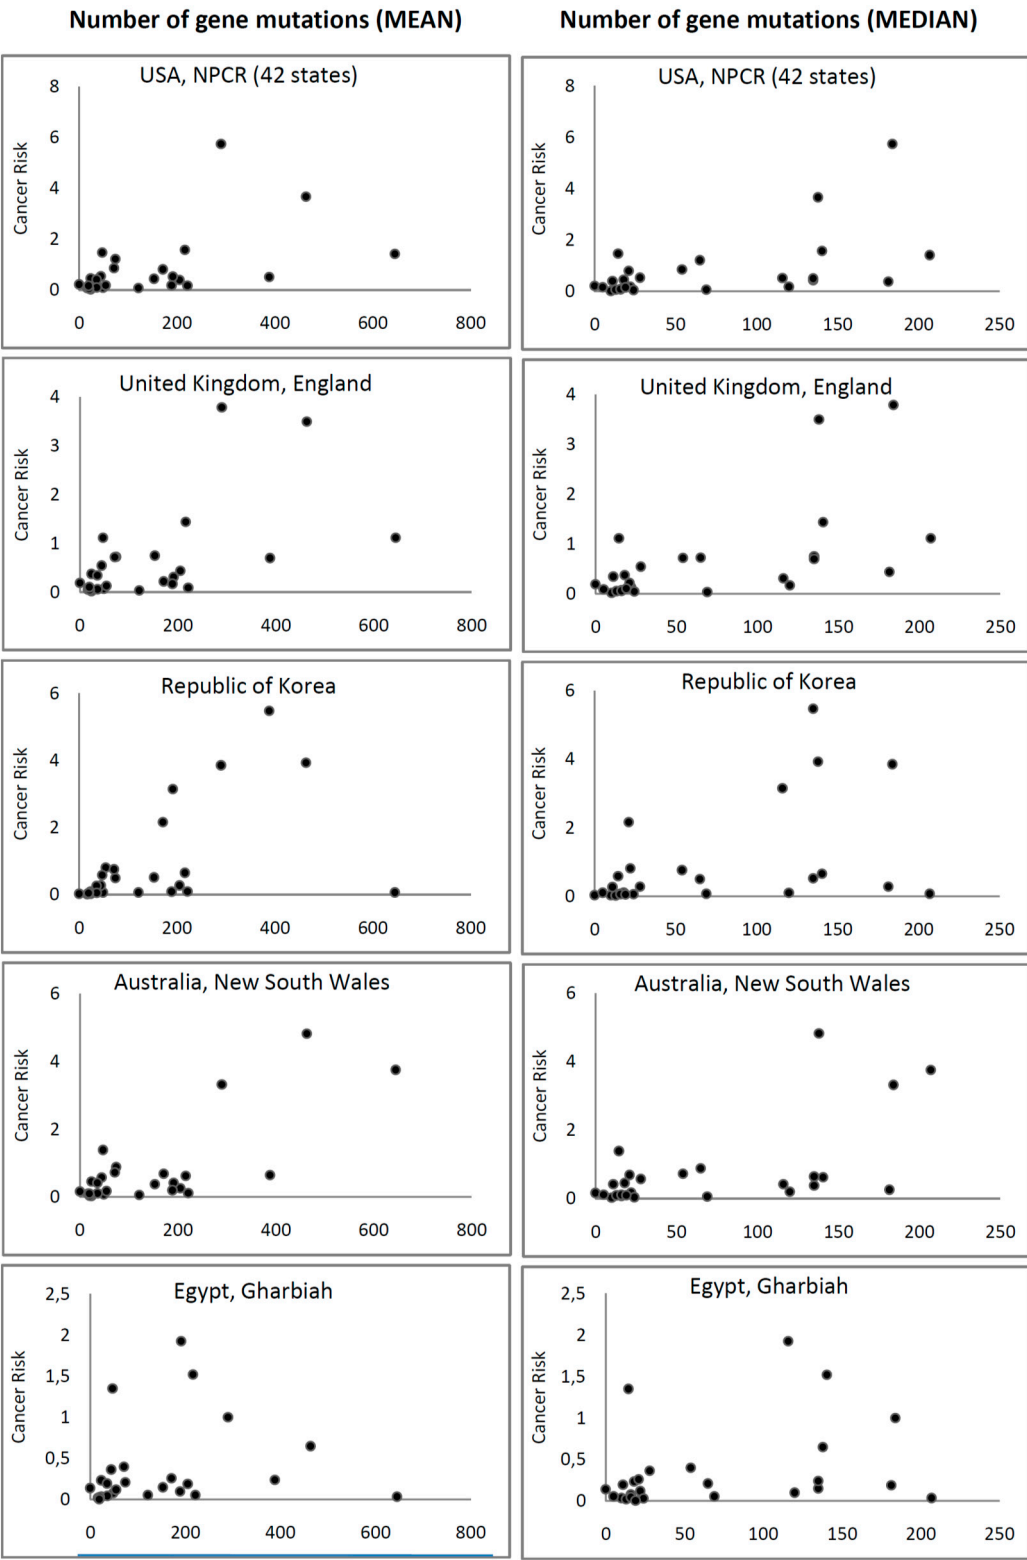 Number of gene mutations (MEAN)
Number of gene mutations (MEDIAN)
USA, NPCR (42 states)
Cancer Risk
8
6
4
2
0
0 200 400 600 800
USA, NPCR (42 states)
Cancer Risk
8
6
4
2
0
0 50 100 150 200 250
United Kingdom, England
Cancer Risk
4
3
2
1
0
0 200 400 600 800
United Kingdom, England
Cancer Risk
4
3
2
1
0
0 50 100 150 200 250
Republic of Korea
Cancer Risk
6
4
2
0
0 200 400 600 800
Republic of Korea
Cancer Risk
6
4
2
0
0 50 100 150 200 250
Australia, New South Wales
Cancer Risk
6
4
2
0
0 200 400 600 800
Australia, New South Wales
Cancer Risk
6
4
2
0
0 50 100 150 200 250
Egypt, Gharbiah
Cancer Risk
2,5
2
1,5
1
0,5
0
0 200 400 600 800
Egypt, Gharbiah
Cancer Risk
2,5
2
1,5
1
0,5
0
0 50 100 150 200 250